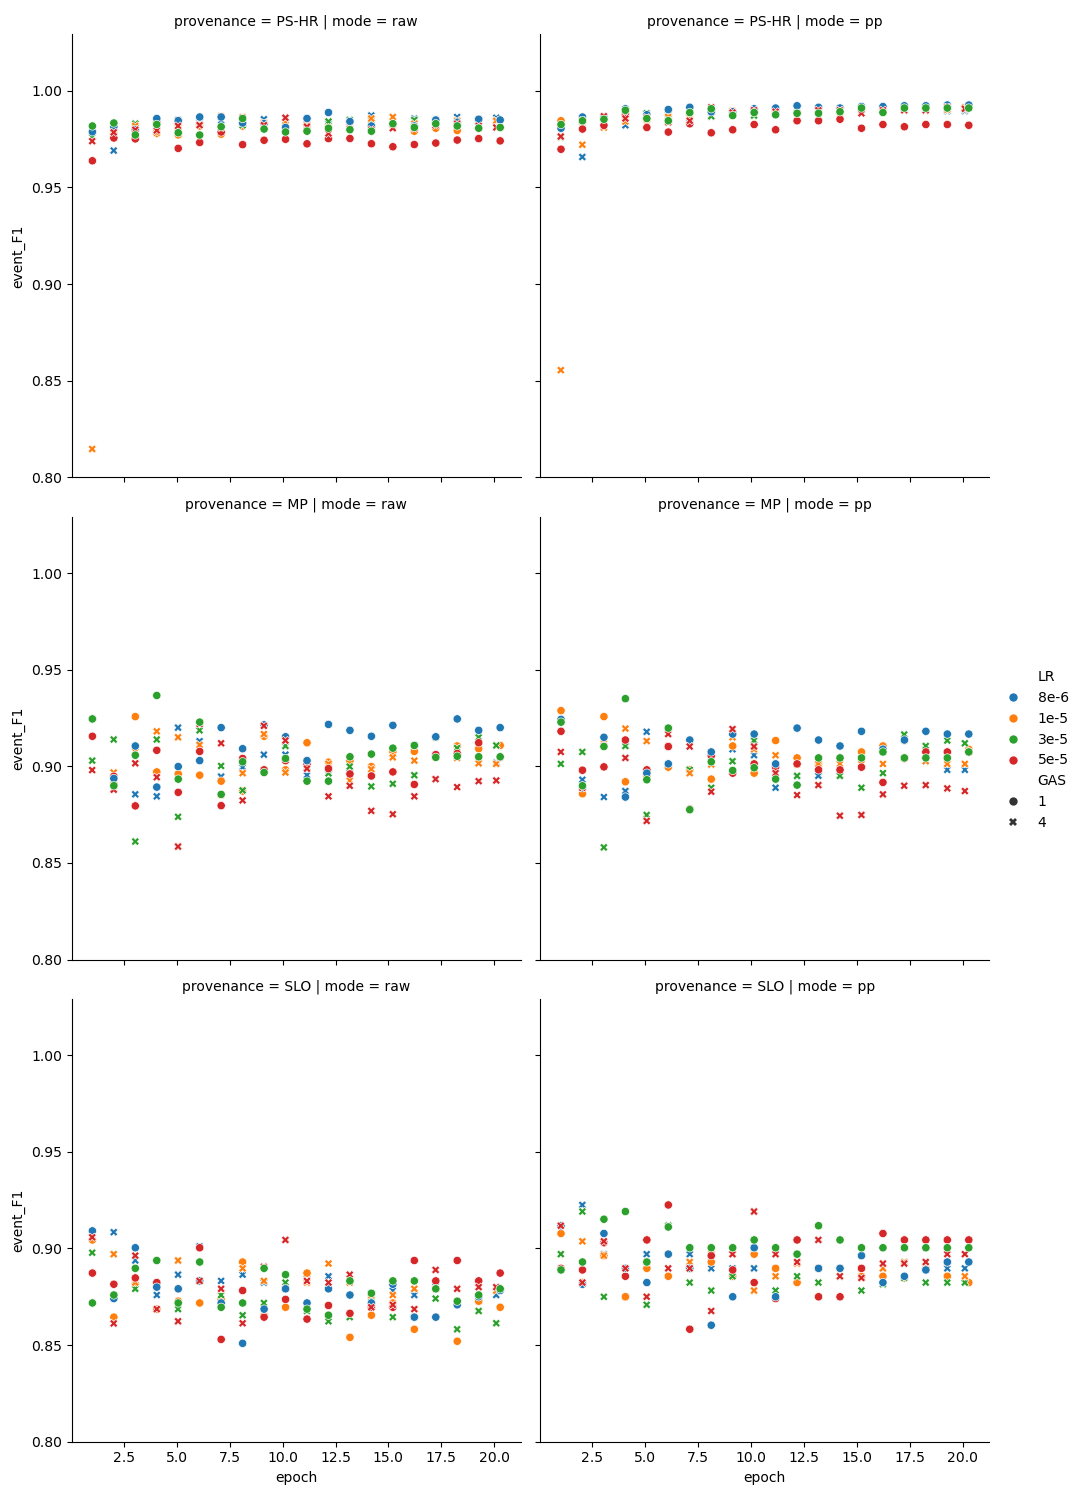 provenance = PS-HR | mode = raw
provenance = PS-HR | mode = pp
1.00
0.95
0.90
0.85
0.80
event_F1
provenance = MP | mode = raw
provenance = MP | mode = pp
1.00
0.95
0.90
0.85
0.80
event_F1
LR
8e-6
1e-5
3e-5
5e-5
GAS
1
4
provenance = SLO | mode = raw
provenance = SLO | mode = pp
1.00
0.95
0.90
0.85
0.80
event_F1
2.5 5.0 7.5 10.0 12.5 15.0 17.5 20.0
2.5 5.0 7.5 10.0 12.5 15.0 17.5 20.0
epoch
epoch